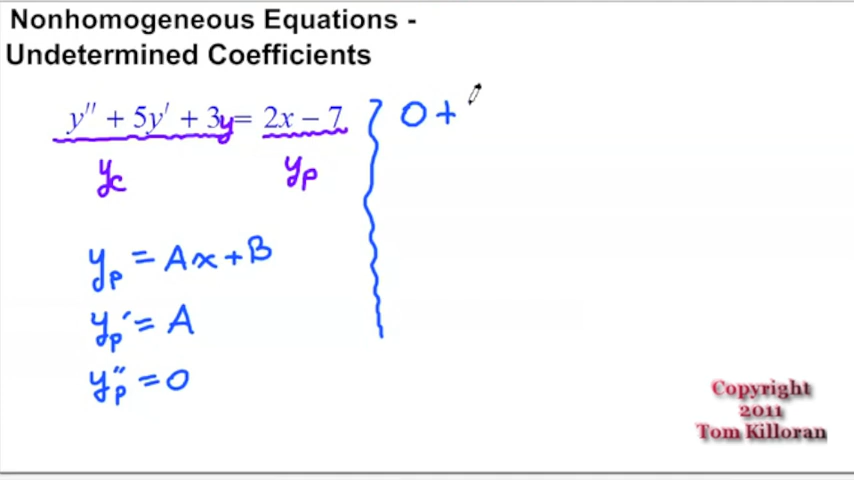 Nonhomogeneous Equations -
Undetermined Coefficients
y" + 5y' + 3y = 2x − 7
0 +
yc
yp
yp = Ax + B
yp' = A
yp" = 0
Copyright
2011
Tom Killoran